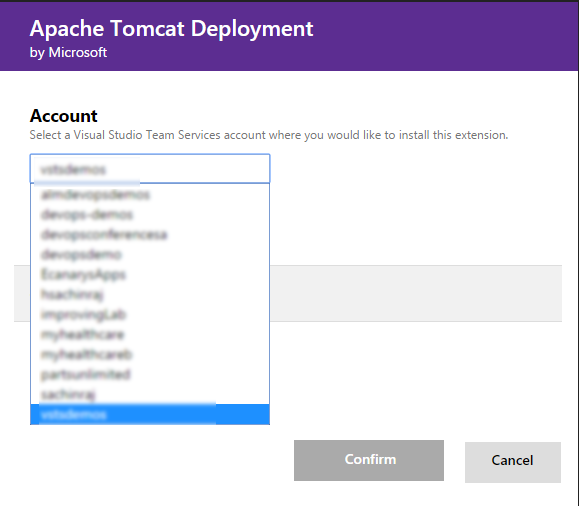 Apache Tomcat Deployment
by Microsoft
Account
Select a Visual Studio Team Services account where you would like to install this extension.
vstsdemos
almdevopsdemos
devops-demos
devopsconferencesa
devopsdemo
EcanarysApps
hsachinraj
improvingLab
myhealthcare
myhealthcareb
partsunlimited
sachinraj
vstsdemos
Confirm
Cancel